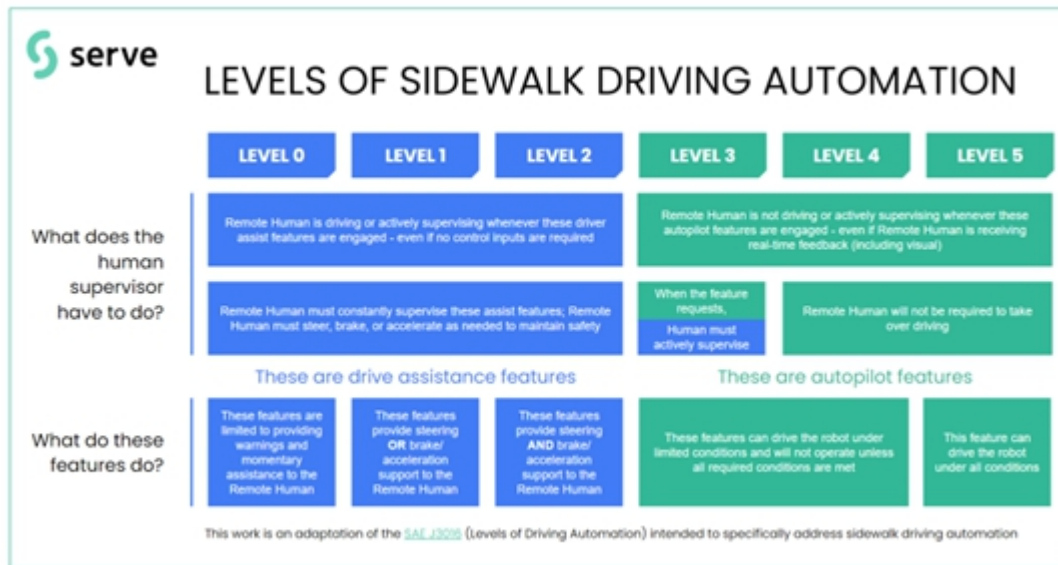 serve
LEVELS OF SIDEWALK DRIVING AUTOMATION
LEVEL 0
LEVEL 1
LEVEL 2
LEVEL 3
LEVEL 4
LEVEL 5
What does the
human
supervisor
have to do?
Remote Human is driving or actively supervising whenever these driver
assist features are engaged - even if no control inputs are required
Remote Human is not driving or actively supervising whenever these
autopilot features are engaged - even if Remote Human is receiving
real-time feedback (including visual)
Remote Human must constantly supervise these assist features; Remote
Human must steer, brake, or accelerate as needed to maintain safety
When the feature
requests,
Human must
actively supervise
Remote Human will not be required to take
over driving
These are drive assistance features
These are autopilot features
What do these
features do?
These features are
limited to providing
warnings and
momentary
assistance to the
Remote Human
These features
provide steering
OR brake/
acceleration
support to the
Remote Human
These features
provide steering
AND brake/
acceleration
support to the
Remote Human
These features can drive the robot under
limited conditions and will not operate unless
all required conditions are met
This feature can
drive the robot
under all conditions
This work is an adaptation of the SAE J3016 (Levels of Driving Automation) intended to specifically address sidewalk driving automation